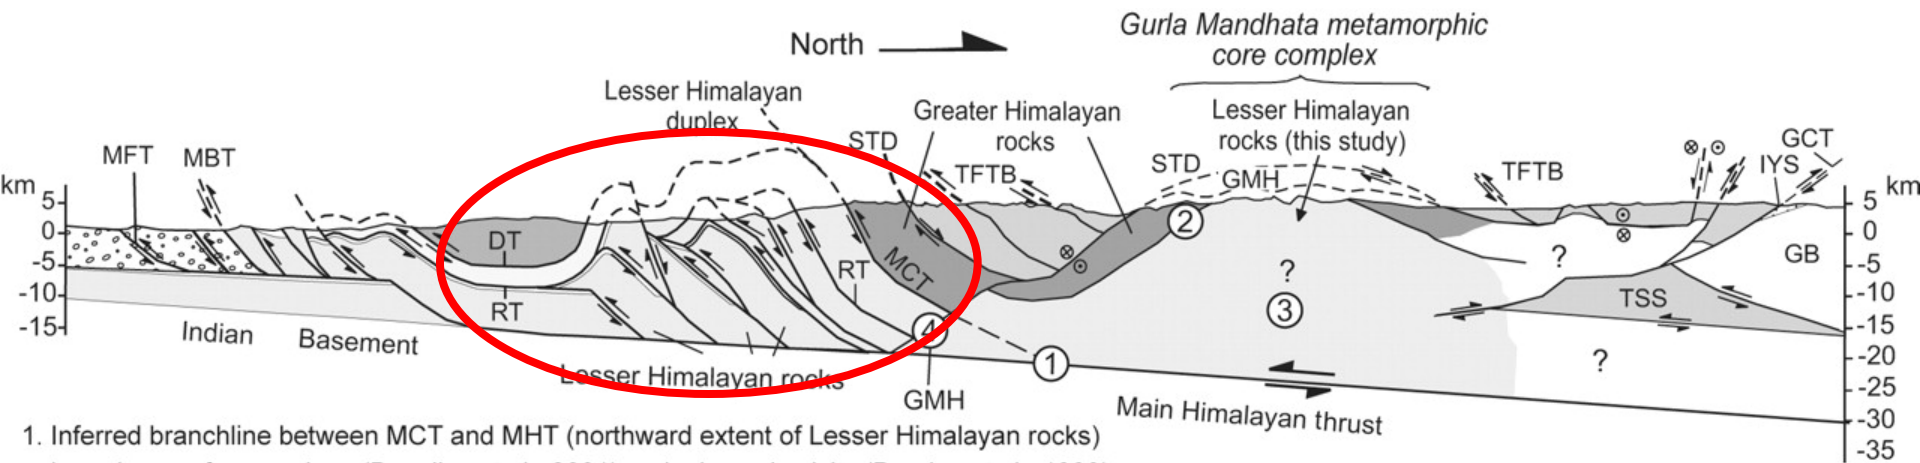 Gurla Mandhata metamorphic
core complex
North
Lesser Himalayan
duplex
Greater Himalayan
rocks
Lesser Himalayan
rocks (this study)
MFT
MBT
STD
TFTB
STD
GMH
TFTB
GCT
IYS
km
5
0
-5
-10
-15
km
5
0
-5
-10
-15
-20
-25
-30
-35
DT
RT
RT
MCT
2
?
3
?
GB
TSS
?
4
1
Indian Basement
Lesser Himalayan rocks
GMH
Main Himalayan thrust
1. Inferred branchline between MCT and MHT (northward extent of Lesser Himalayan rocks)